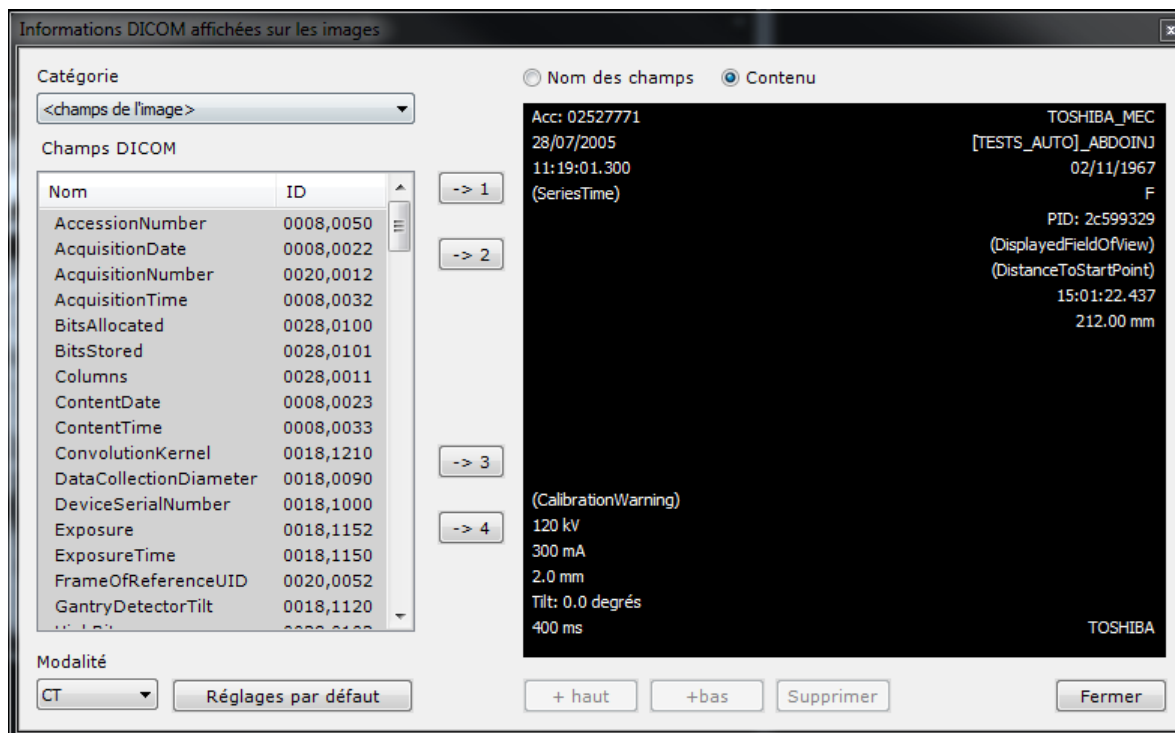 Informations DICOM affichées sur les images
Catégorie
<champs de l'image>
Champs DICOM
Nom ID
AccessionNumber 0008,0050
AcquisitionDate 0008,0022
AcquisitionNumber 0020,0012
AcquisitionTime 0008,0032
BitsAllocated 0028,0100
BitsStored 0028,0101
Columns 0028,0011
ContentDate 0008,0023
ContentTime 0008,0033
ConvolutionKernel 0018,1210
DataCollectionDiameter 0018,0090
DeviceSerialNumber 0018,1000
Exposure 0018,1152
ExposureTime 0018,1150
FrameOfReferenceUID 0020,0052
GantryDetectorTilt 0018,1120
Modalité
CT
Réglages par défaut
-> 1
-> 2
-> 3
-> 4
Nom des champs
Contenu
Acc: 02527771
28/07/2005
11:19:01.300
(SeriesTime)
TOSHIBA_MEC
[TESTS_AUTO]_ABDOINJ
02/11/1967
F
PID: 2c599329
(DisplayedFieldOfView)
(DistanceToStartPoint)
15:01:22.437
212.00 mm
(CalibrationWarning)
120 kV
300 mA
2.0 mm
Tilt: 0.0 degrés
400 ms
TOSHIBA
+ haut
+bas
Supprimer
Fermer